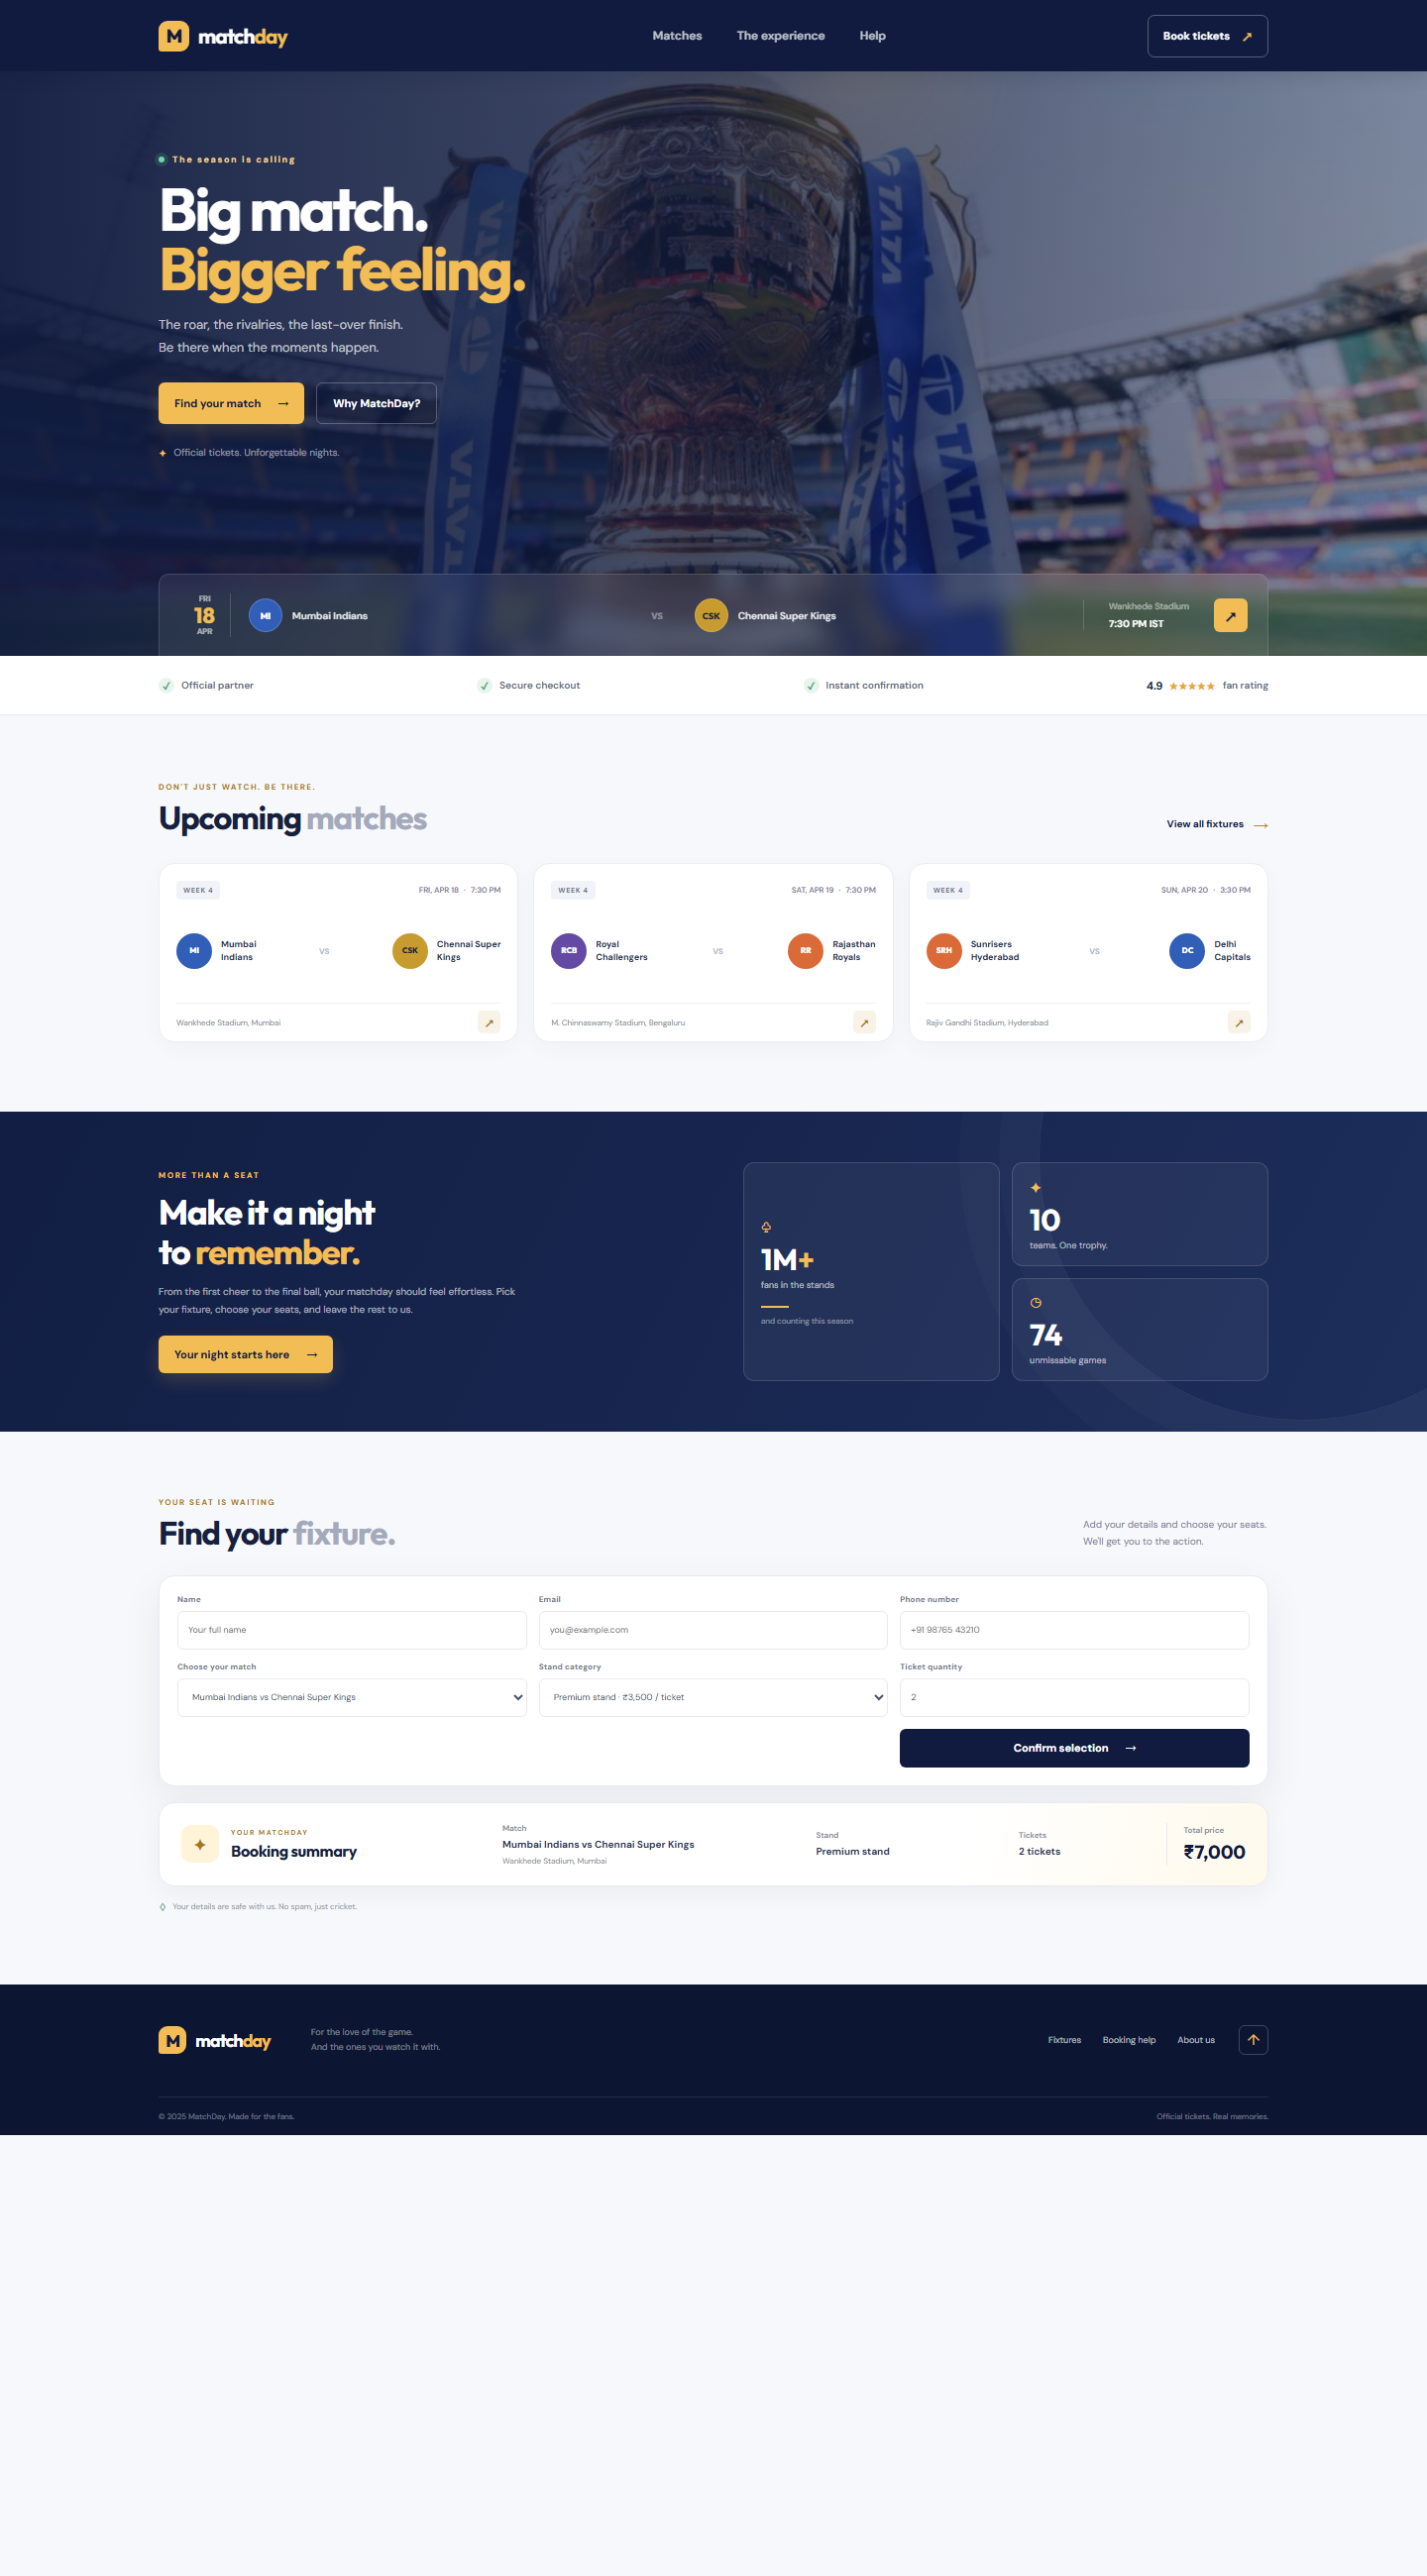 M matchday
Matches
The experience
Help
Book tickets ↗
The season is calling
Big match.
Bigger feeling.
The roar, the rivalries, the last-over finish.
Be there when the moments happen.
Find your match →
Why MatchDay?
✦ Official tickets. Unforgettable nights.
TATA
TATA
TATA
TATA
FRI
18
APR
MI Mumbai Indians
VS
CSK Chennai Super Kings
Wankhede Stadium
7:30 PM IST
↗
✓ Official partner
✓ Secure checkout
✓ Instant confirmation
4.9 ★★★★★ fan rating
DON'T JUST WATCH. BE THERE.
Upcoming matches
View all fixtures →
WEEK 4
FRI, APR 18 · 7:30 PM
MI
Mumbai
Indians
VS
CSK
Chennai Super
Kings
Wankhede Stadium, Mumbai
↗
WEEK 4
SAT, APR 19 · 7:30 PM
RCB
Royal
Challengers
VS
RR
Rajasthan
Royals
M. Chinnaswamy Stadium, Bengaluru
↗
WEEK 4
SUN, APR 20 · 3:30 PM
SRH
Sunrisers
Hyderabad
VS
DC
Delhi
Capitals
Rajiv Gandhi Stadium, Hyderabad
↗
MORE THAN A SEAT
Make it a night
to remember.
From the first cheer to the final ball, your matchday should feel effortless. Pick
your fixture, choose your seats, and leave the rest to us.
Your night starts here →
1M+
fans in the stands
and counting this season
✦
10
teams. One trophy.
74
unmissable games
YOUR SEAT IS WAITING
Find your fixture.
Add your details and choose your seats.
We'll get you to the action.
Name
Your full name
Email
you@example.com
Phone number
+91 98765 43210
Choose your match
Mumbai Indians vs Chennai Super Kings
Stand category
Premium stand · ₹3,500 / ticket
Ticket quantity
2
Confirm selection →
✦
YOUR MATCHDAY
Booking summary
Match
Mumbai Indians vs Chennai Super Kings
Wankhede Stadium, Mumbai
Stand
Premium stand
Tickets
2 tickets
Total price
₹7,000
◊ Your details are safe with us. No spam, just cricket.
M matchday
For the love of the game.
And the ones you watch it with.
Fixtures
Booking help
About us
↑
© 2025 MatchDay. Made for the fans.
Official tickets. Real memories.